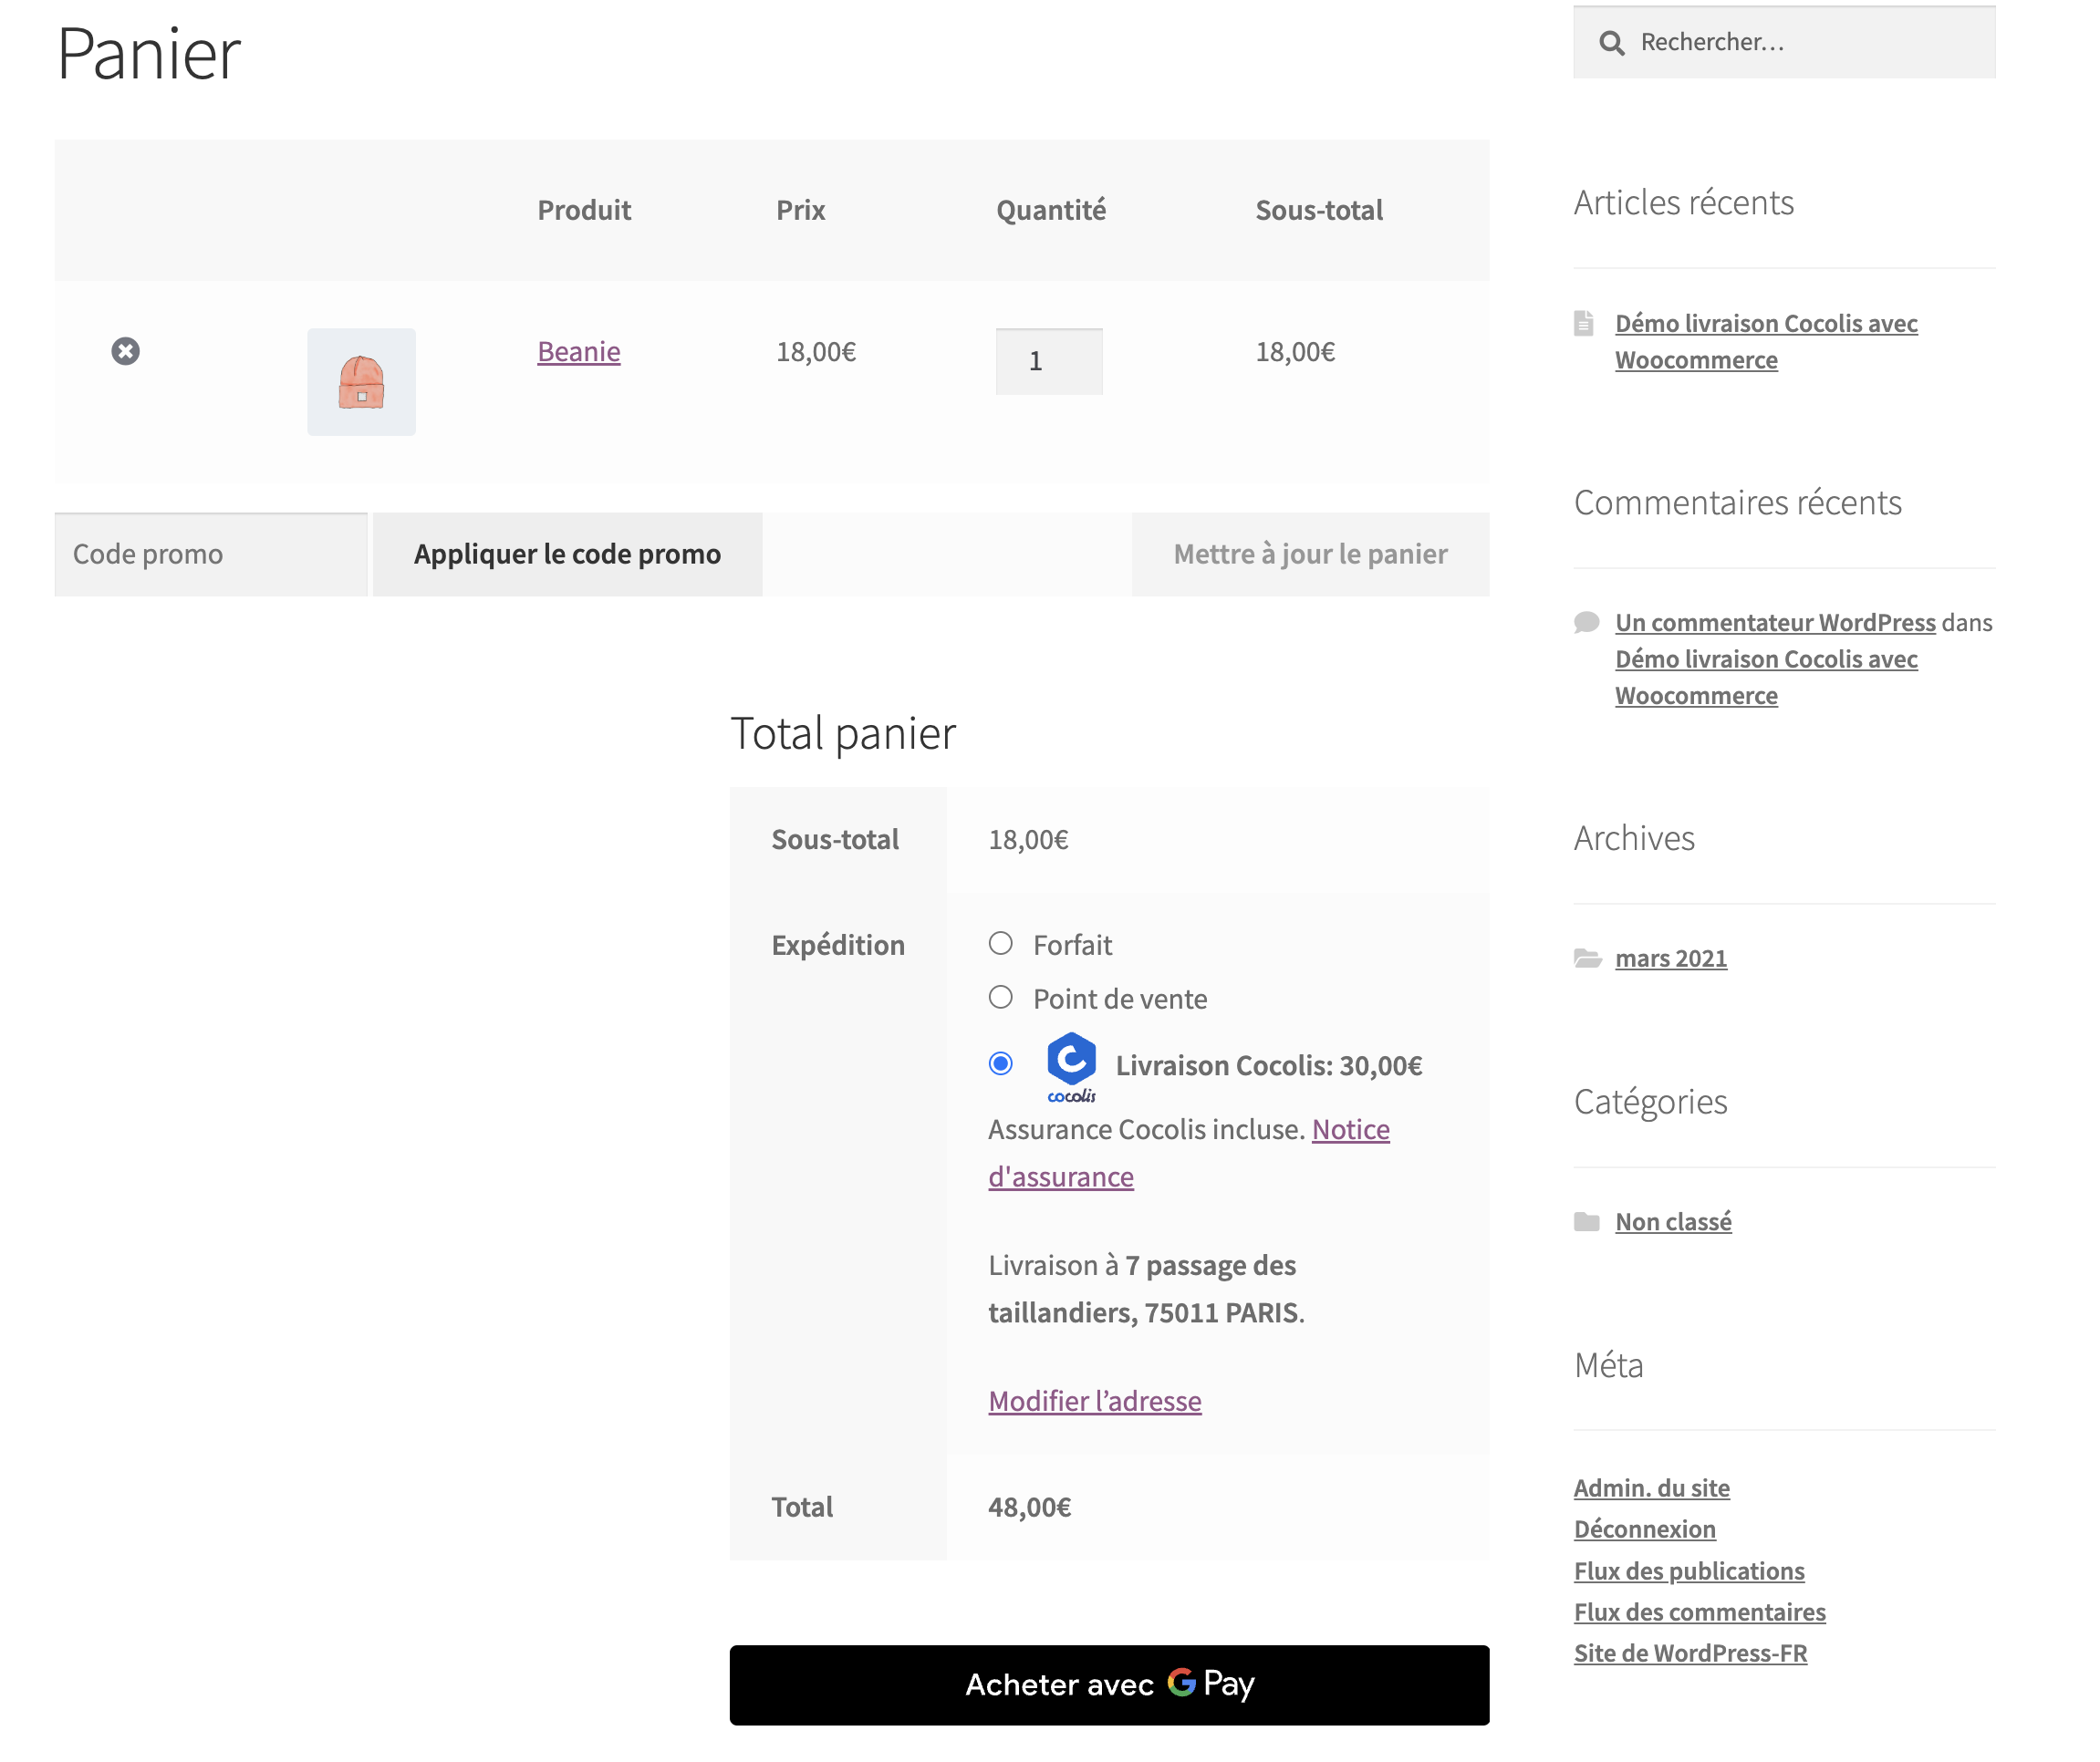 Panier
Produit Prix Quantité Sous-total
Beanie 18,00€ 1 18,00€
Code promo Appliquer le code promo Mettre à jour le panier
Total panier
Sous-total 18,00€
Expédition Forfait
Point de vente
cocolis Livraison Cocolis: 30,00€
Assurance Cocolis incluse. Notice
d'assurance
Livraison à 7 passage des
taillandiers, 75011 PARIS.
Modifier l’adresse
Total 48,00€
Acheter avec G Pay
Rechercher…
Articles récents
Démo livraison Cocolis avec
Woocommerce
Commentaires récents
Un commentateur WordPress dans
Démo livraison Cocolis avec
Woocommerce
Archives
mars 2021
Catégories
Non classé
Méta
Admin. du site
Déconnexion
Flux des publications
Flux des commentaires
Site de WordPress-FR